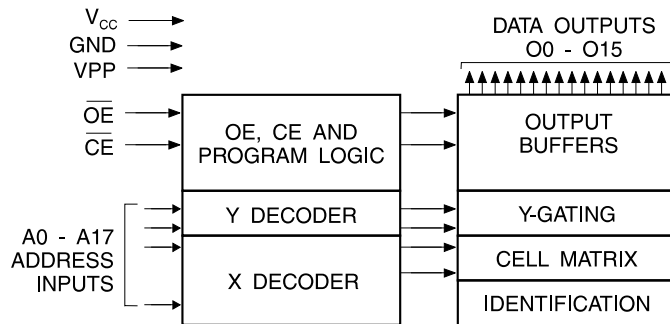 V_CC
GND
VPP
OE
CE
A0 - A17
ADDRESS
INPUTS
OE, CE AND
PROGRAM LOGIC
Y DECODER
X DECODER
DATA OUTPUTS
O0 - O15
OUTPUT
BUFFERS
Y-GATING
CELL MATRIX
IDENTIFICATION